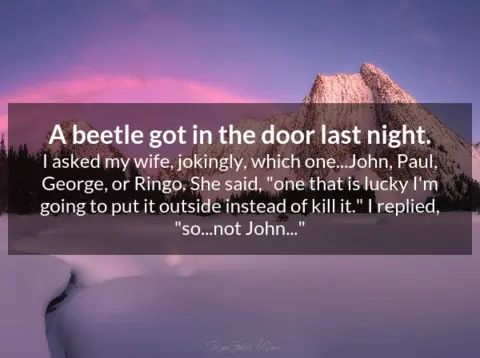 A beetle got in the door last night.
I asked my wife, jokingly, which one...John, Paul,
George, or Ringo. She said, "one that is lucky I'm
going to put it outside instead of kill it." I replied,
"so...not John..."